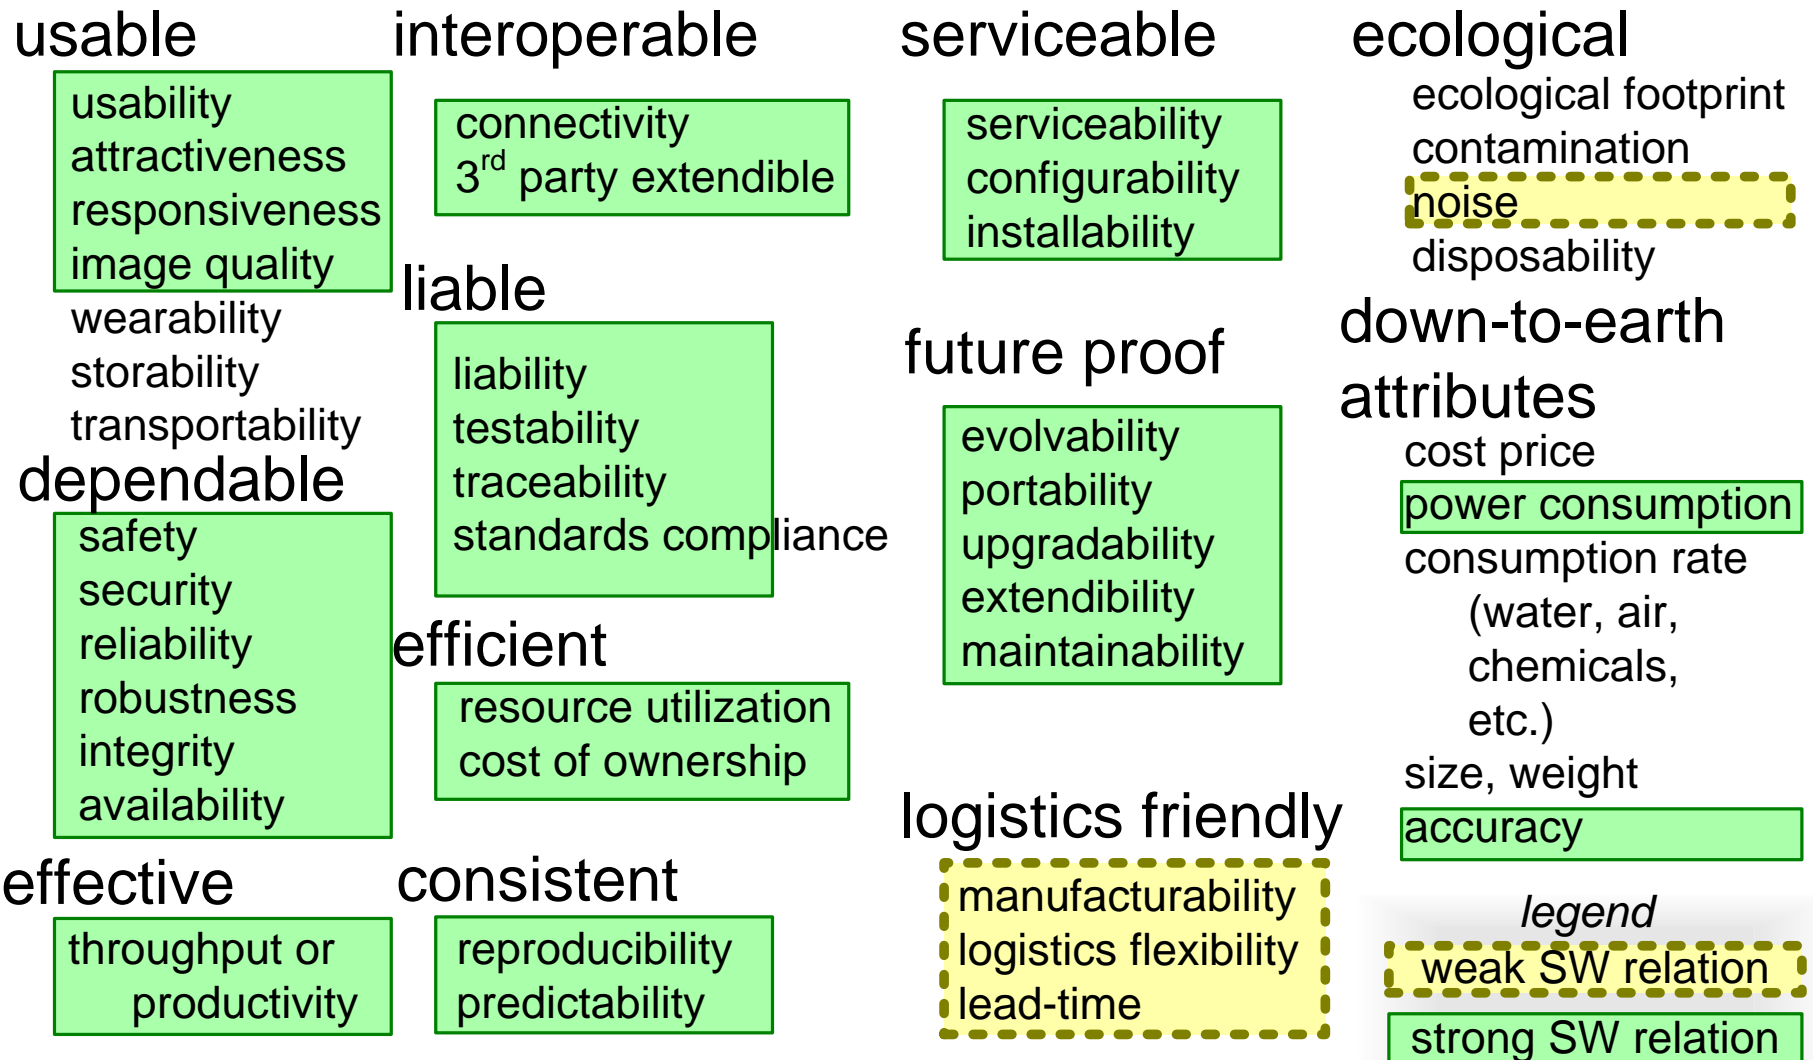 usable
usability
attractiveness
responsiveness
image quality
wearability
storability
transportability
dependable
safety
security
reliability
robustness
integrity
availability
effective
throughput or
productivity
interoperable
connectivity
3rd party extendible
liable
liability
testability
traceability
standards compliance
efficient
resource utilization
cost of ownership
consistent
reproducibility
predictability
serviceable
serviceability
configurability
installability
future proof
evolvability
portability
upgradability
extendibility
maintainability
logistics friendly
manufacturability
logistics flexibility
lead-time
ecological
ecological footprint
contamination
noise
disposability
down-to-earth
attributes
cost price
power consumption
consumption rate
(water, air,
chemicals,
etc.)
size, weight
accuracy
legend
weak SW relation
strong SW relation